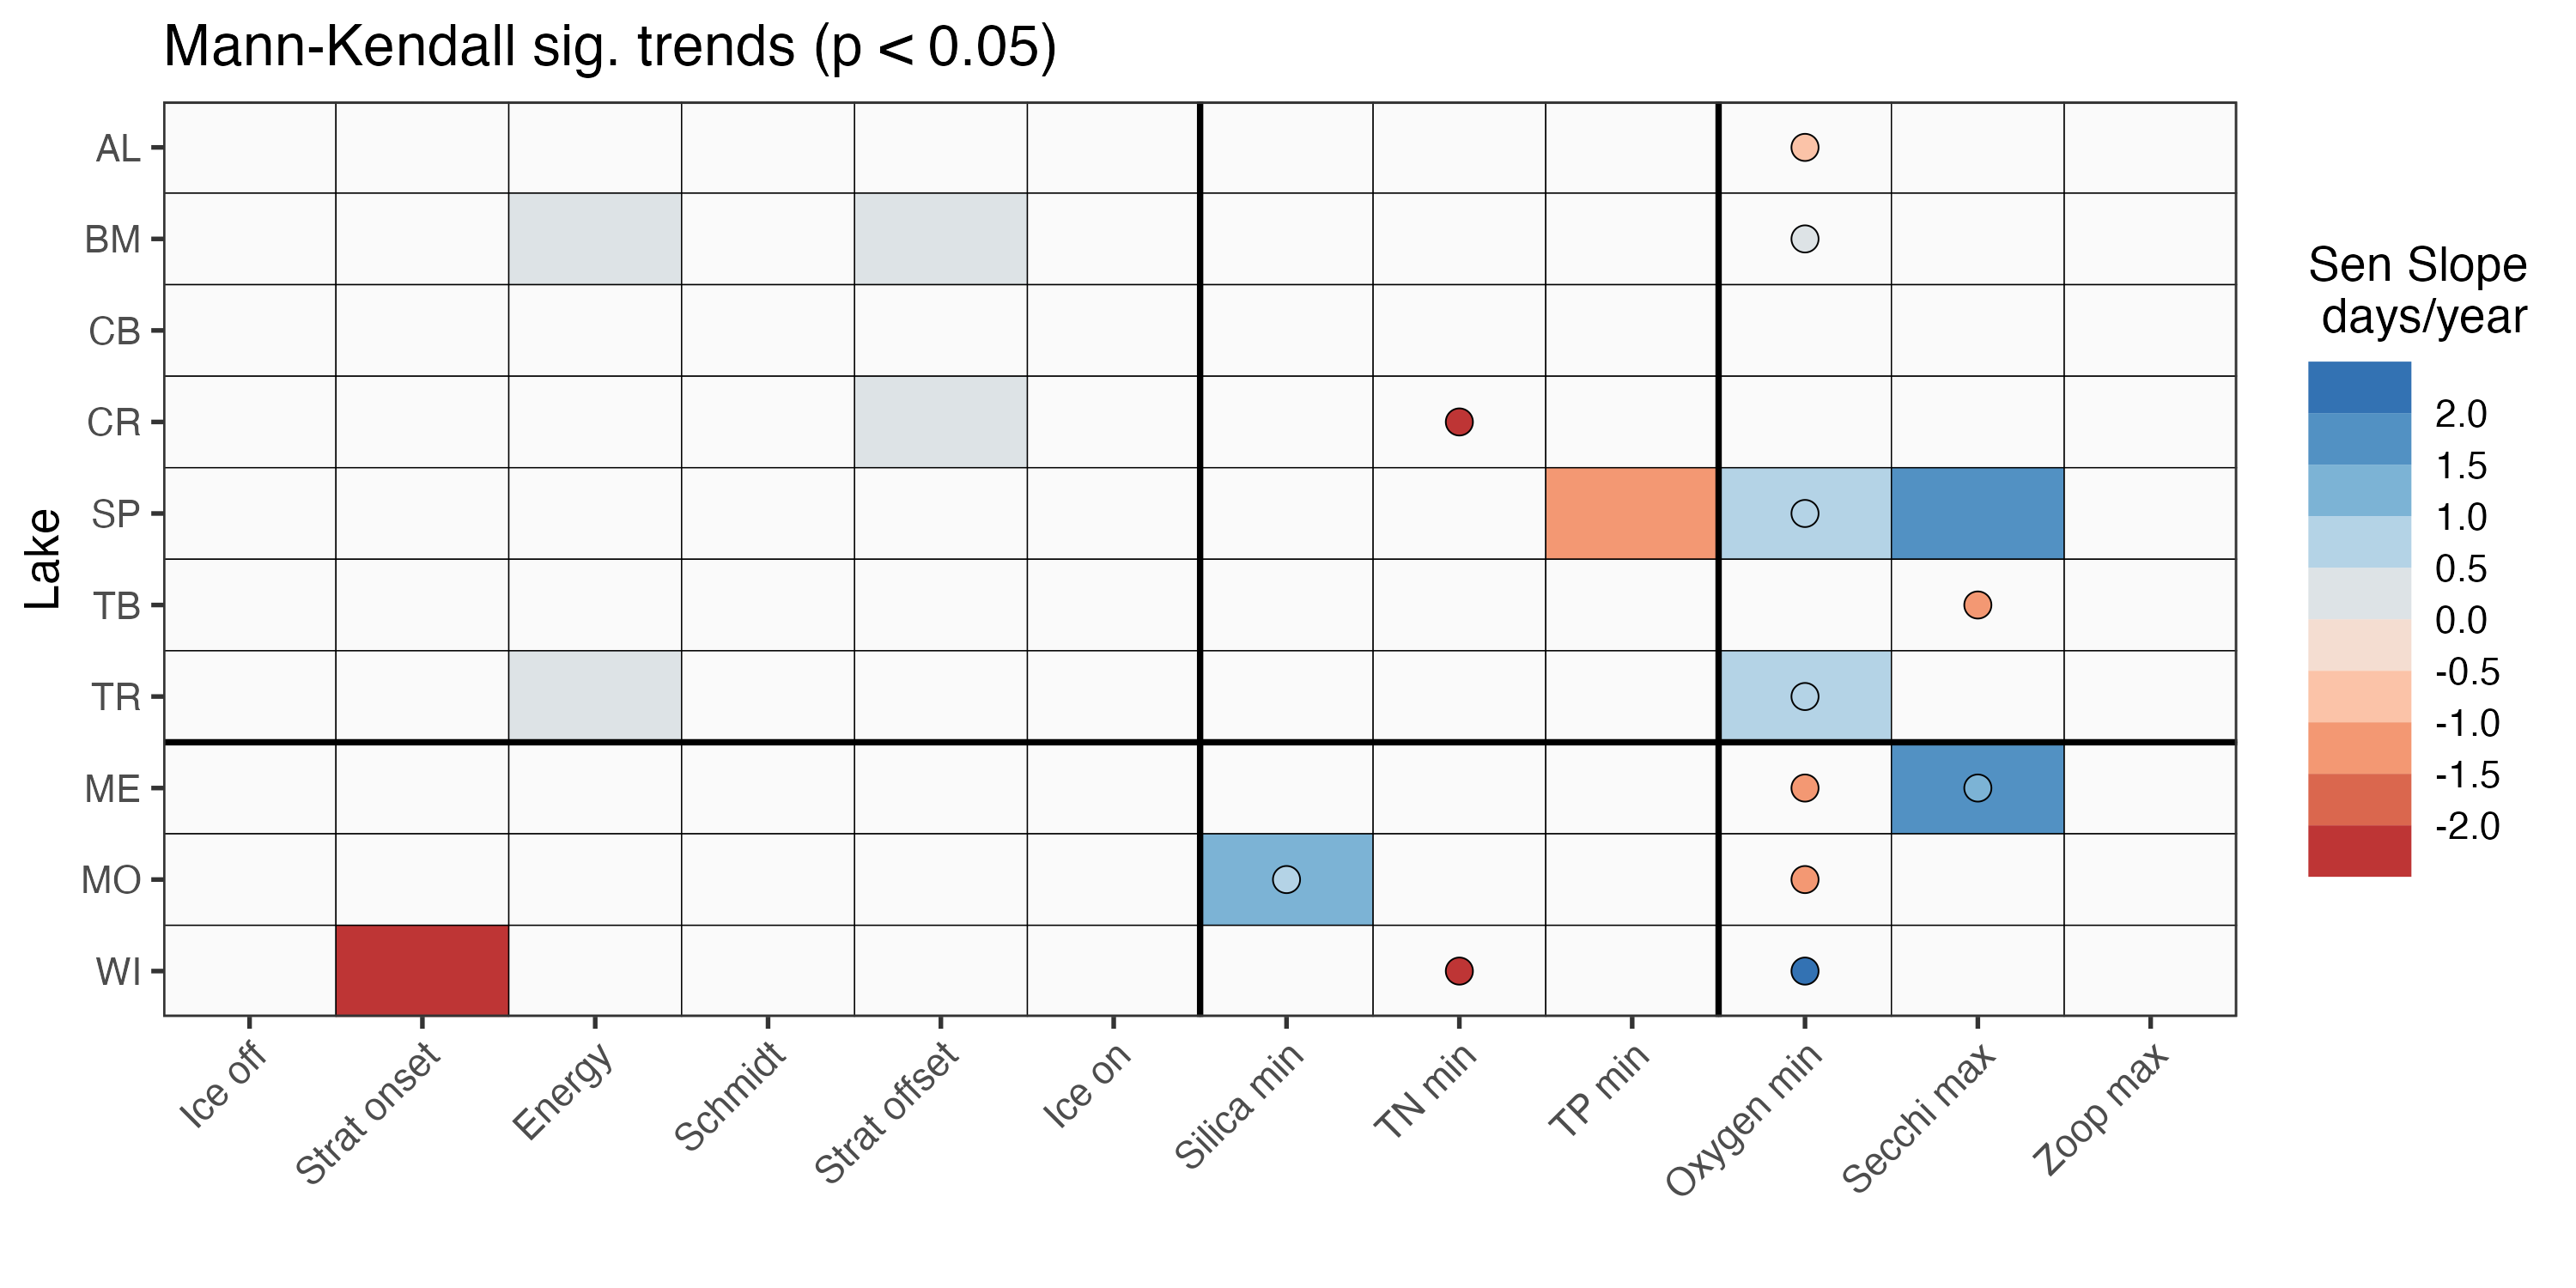 Mann-Kendall sig. trends (p < 0.05)
Lake
AL
BM
CB
CR
SP
TB
TR
ME
MO
WI
Ice off
Strat onset
Energy
Schmidt
Strat offset
Ice on
Silica min
TN min
TP min
Oxygen min
Secchi max
Zoop max
Sen Slope
days/year
2.0
1.5
1.0
0.5
0.0
-0.5
-1.0
-1.5
-2.0